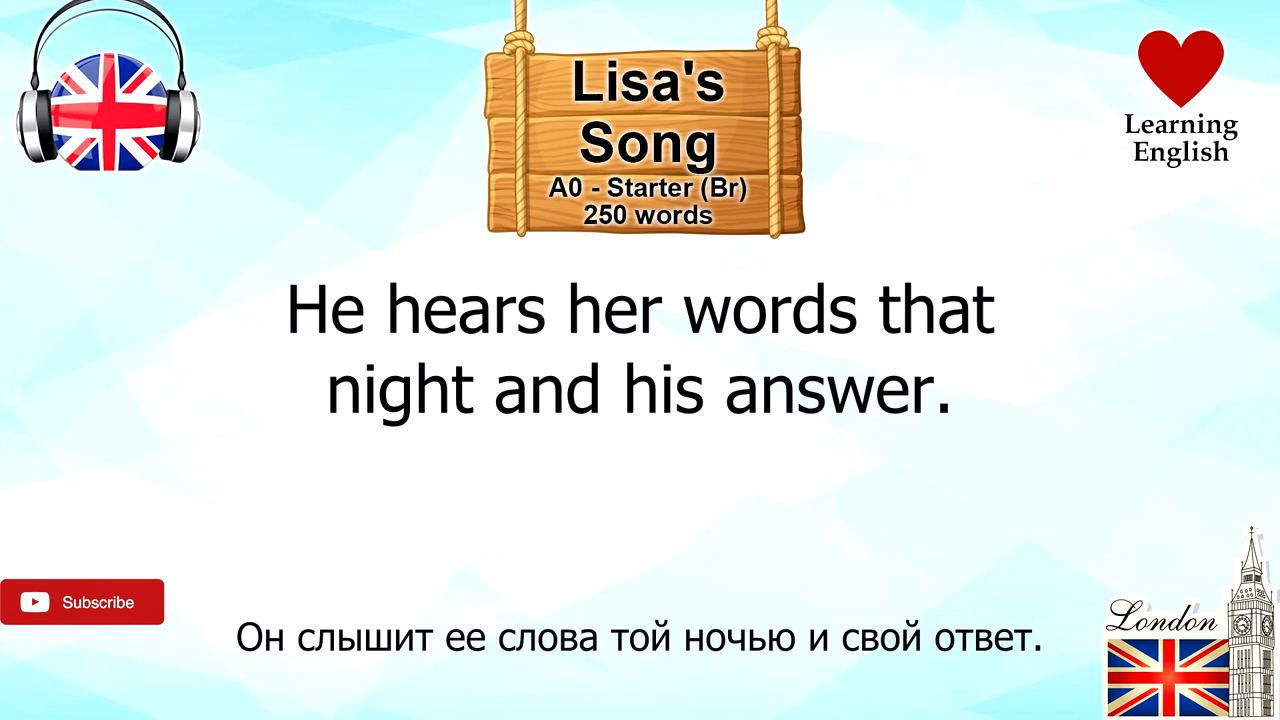 Lisa's
Song
A0 - Starter (Br)
250 words
Learning
English
He hears her words that
night and his answer.
Subscribe
Он слышит ее слова той ночью и свой ответ.
London